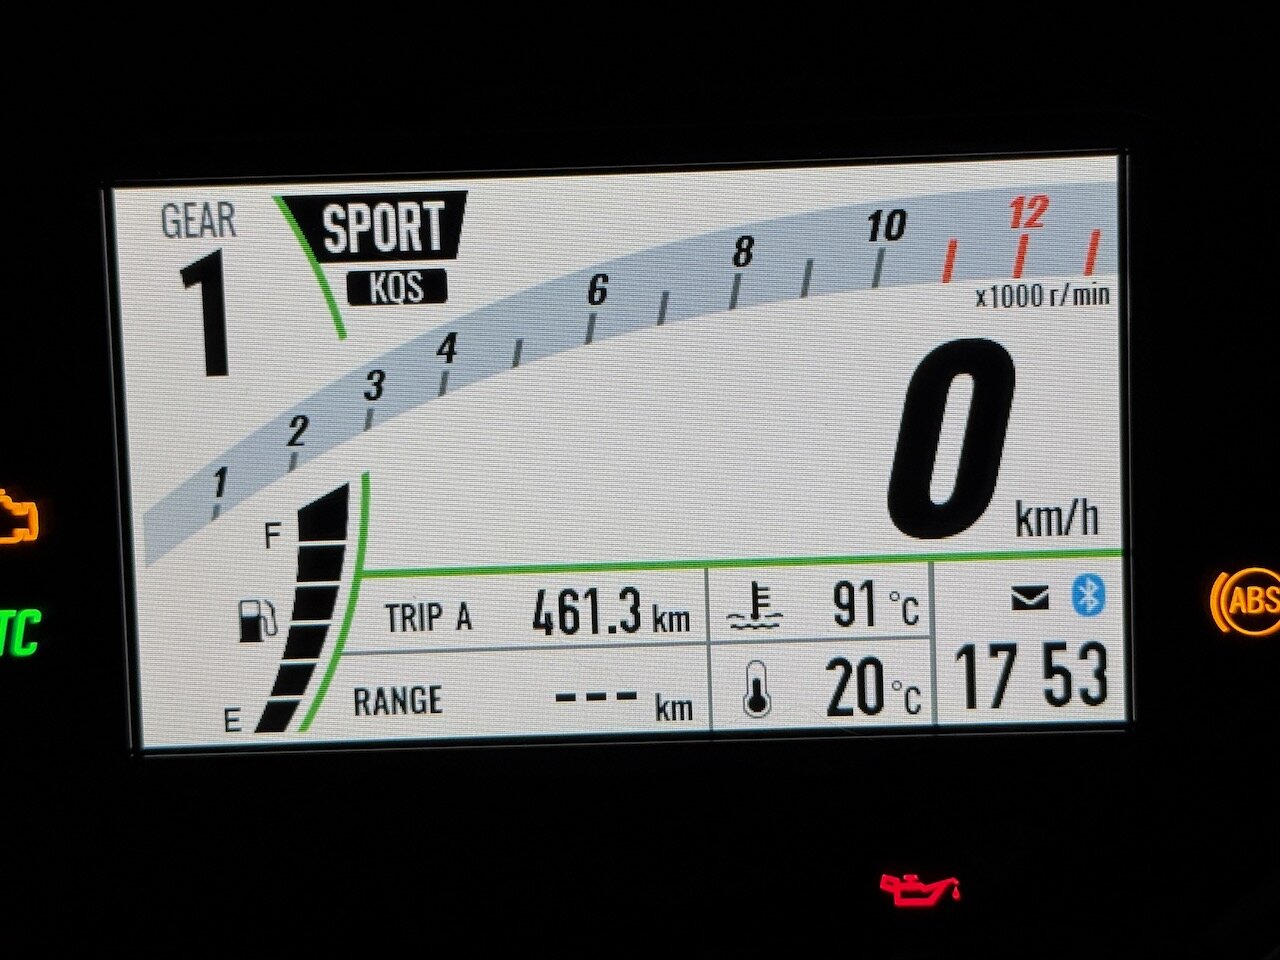 GEAR
1
SPORT
KQS
1 2 3 4 6 8 10 12
x1000 r/min
0 km/h
F
E
TRIP A 461.3 km
RANGE --- km
91 °C
20 °C
17 53
TC
ABS